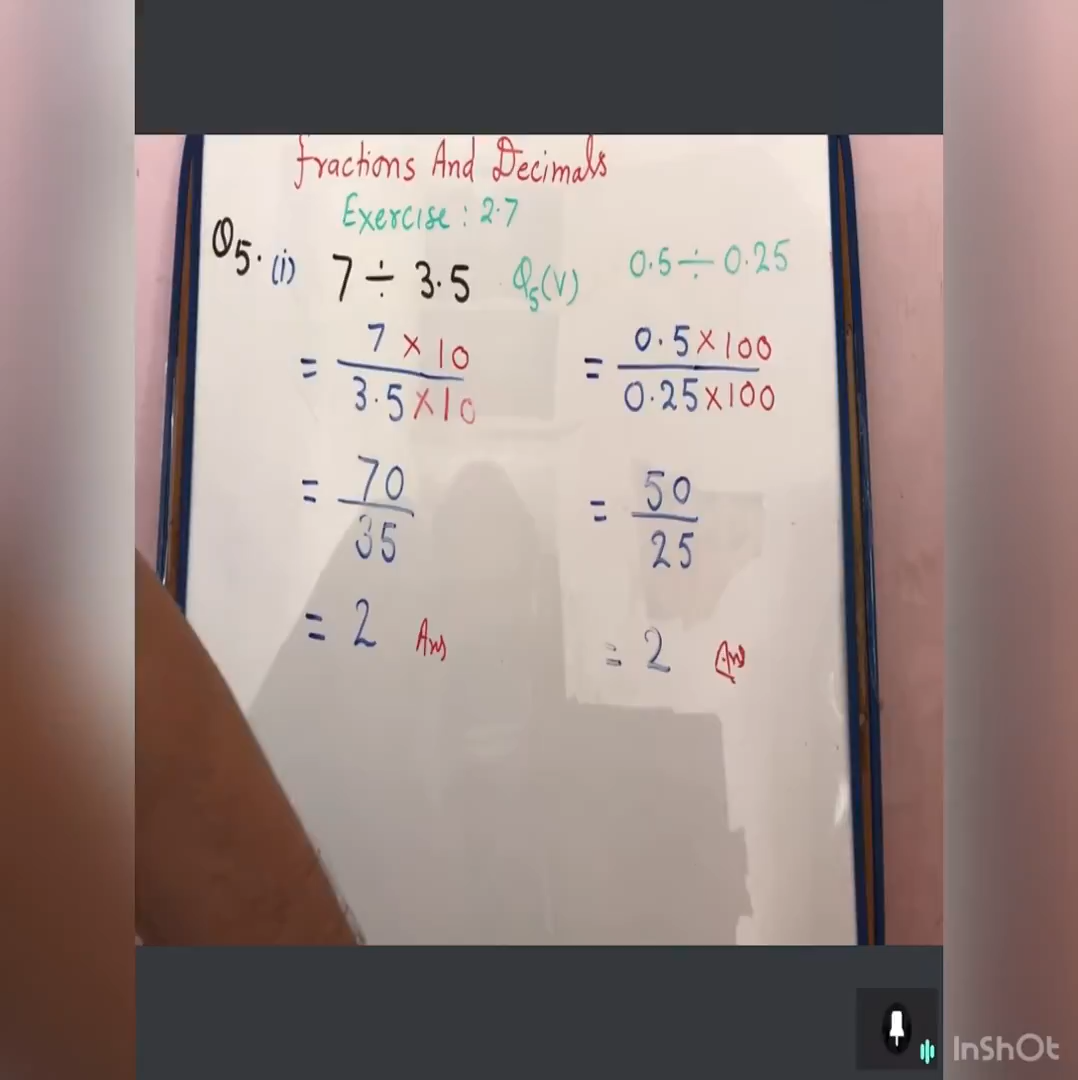 Fractions And Decimals
Exercise : 2.7
Q5. (i) 7 ÷ 3.5
= 7 × 10
3.5 × 10
= 70
35
= 2 Ans
Q5(V) 0.5 ÷ 0.25
= 0.5 × 100
0.25 × 100
= 50
25
= 2 Ans
InShOt